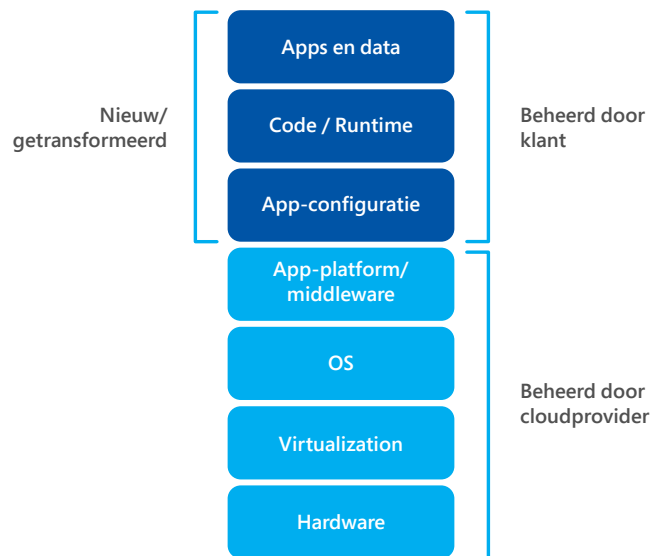 Apps en data
Nieuw/
getransformeerd
Code / Runtime
Beheerd door
klant
App-configuratie
App-platform/
middleware
OS
Beheerd door
cloudprovider
Virtualization
Hardware